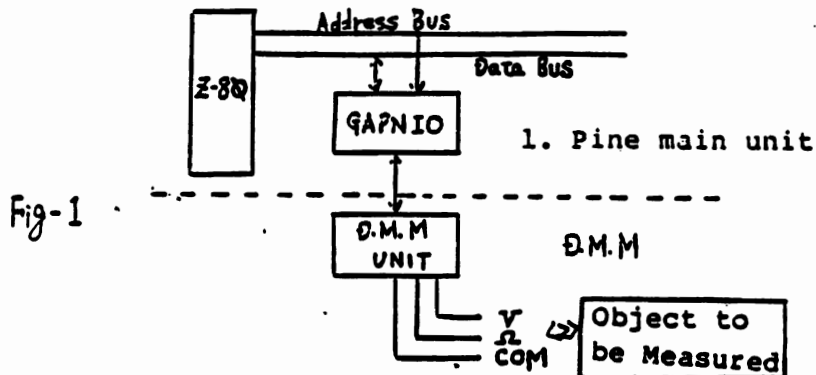 Address Bus
Data Bus
Z-80
GAPNIO
1. Pine main unit
Fig-1
D.M.M
UNIT
D.M.M
V
Ω
COM
Object to
be Measured